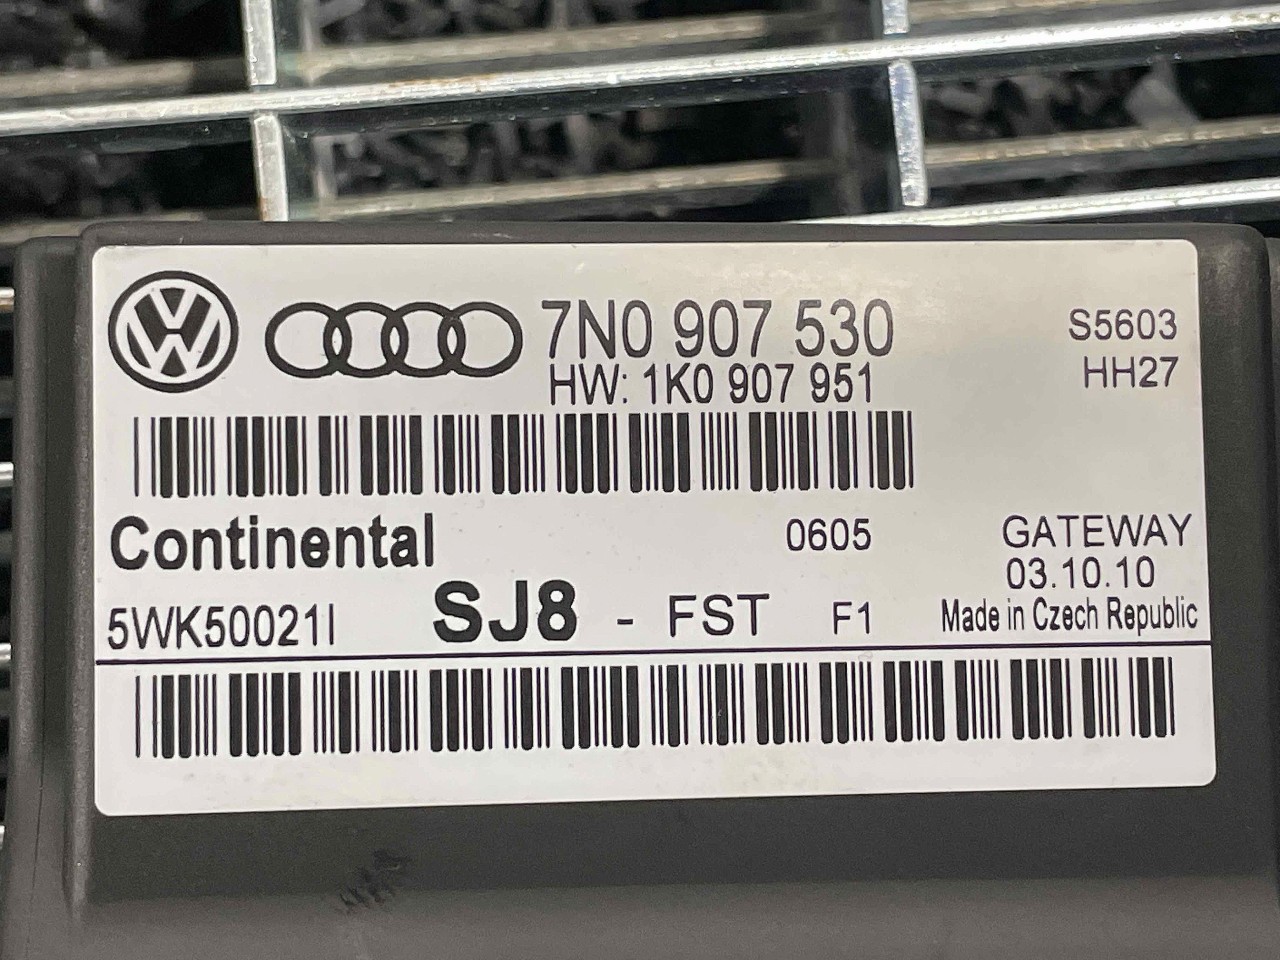 7N0 907 530
HW: 1K0 907 951
S5603
HH27
Continental
0605
GATEWAY
03.10.10
5WK50021I
SJ8 - FST F1
Made in Czech Republic